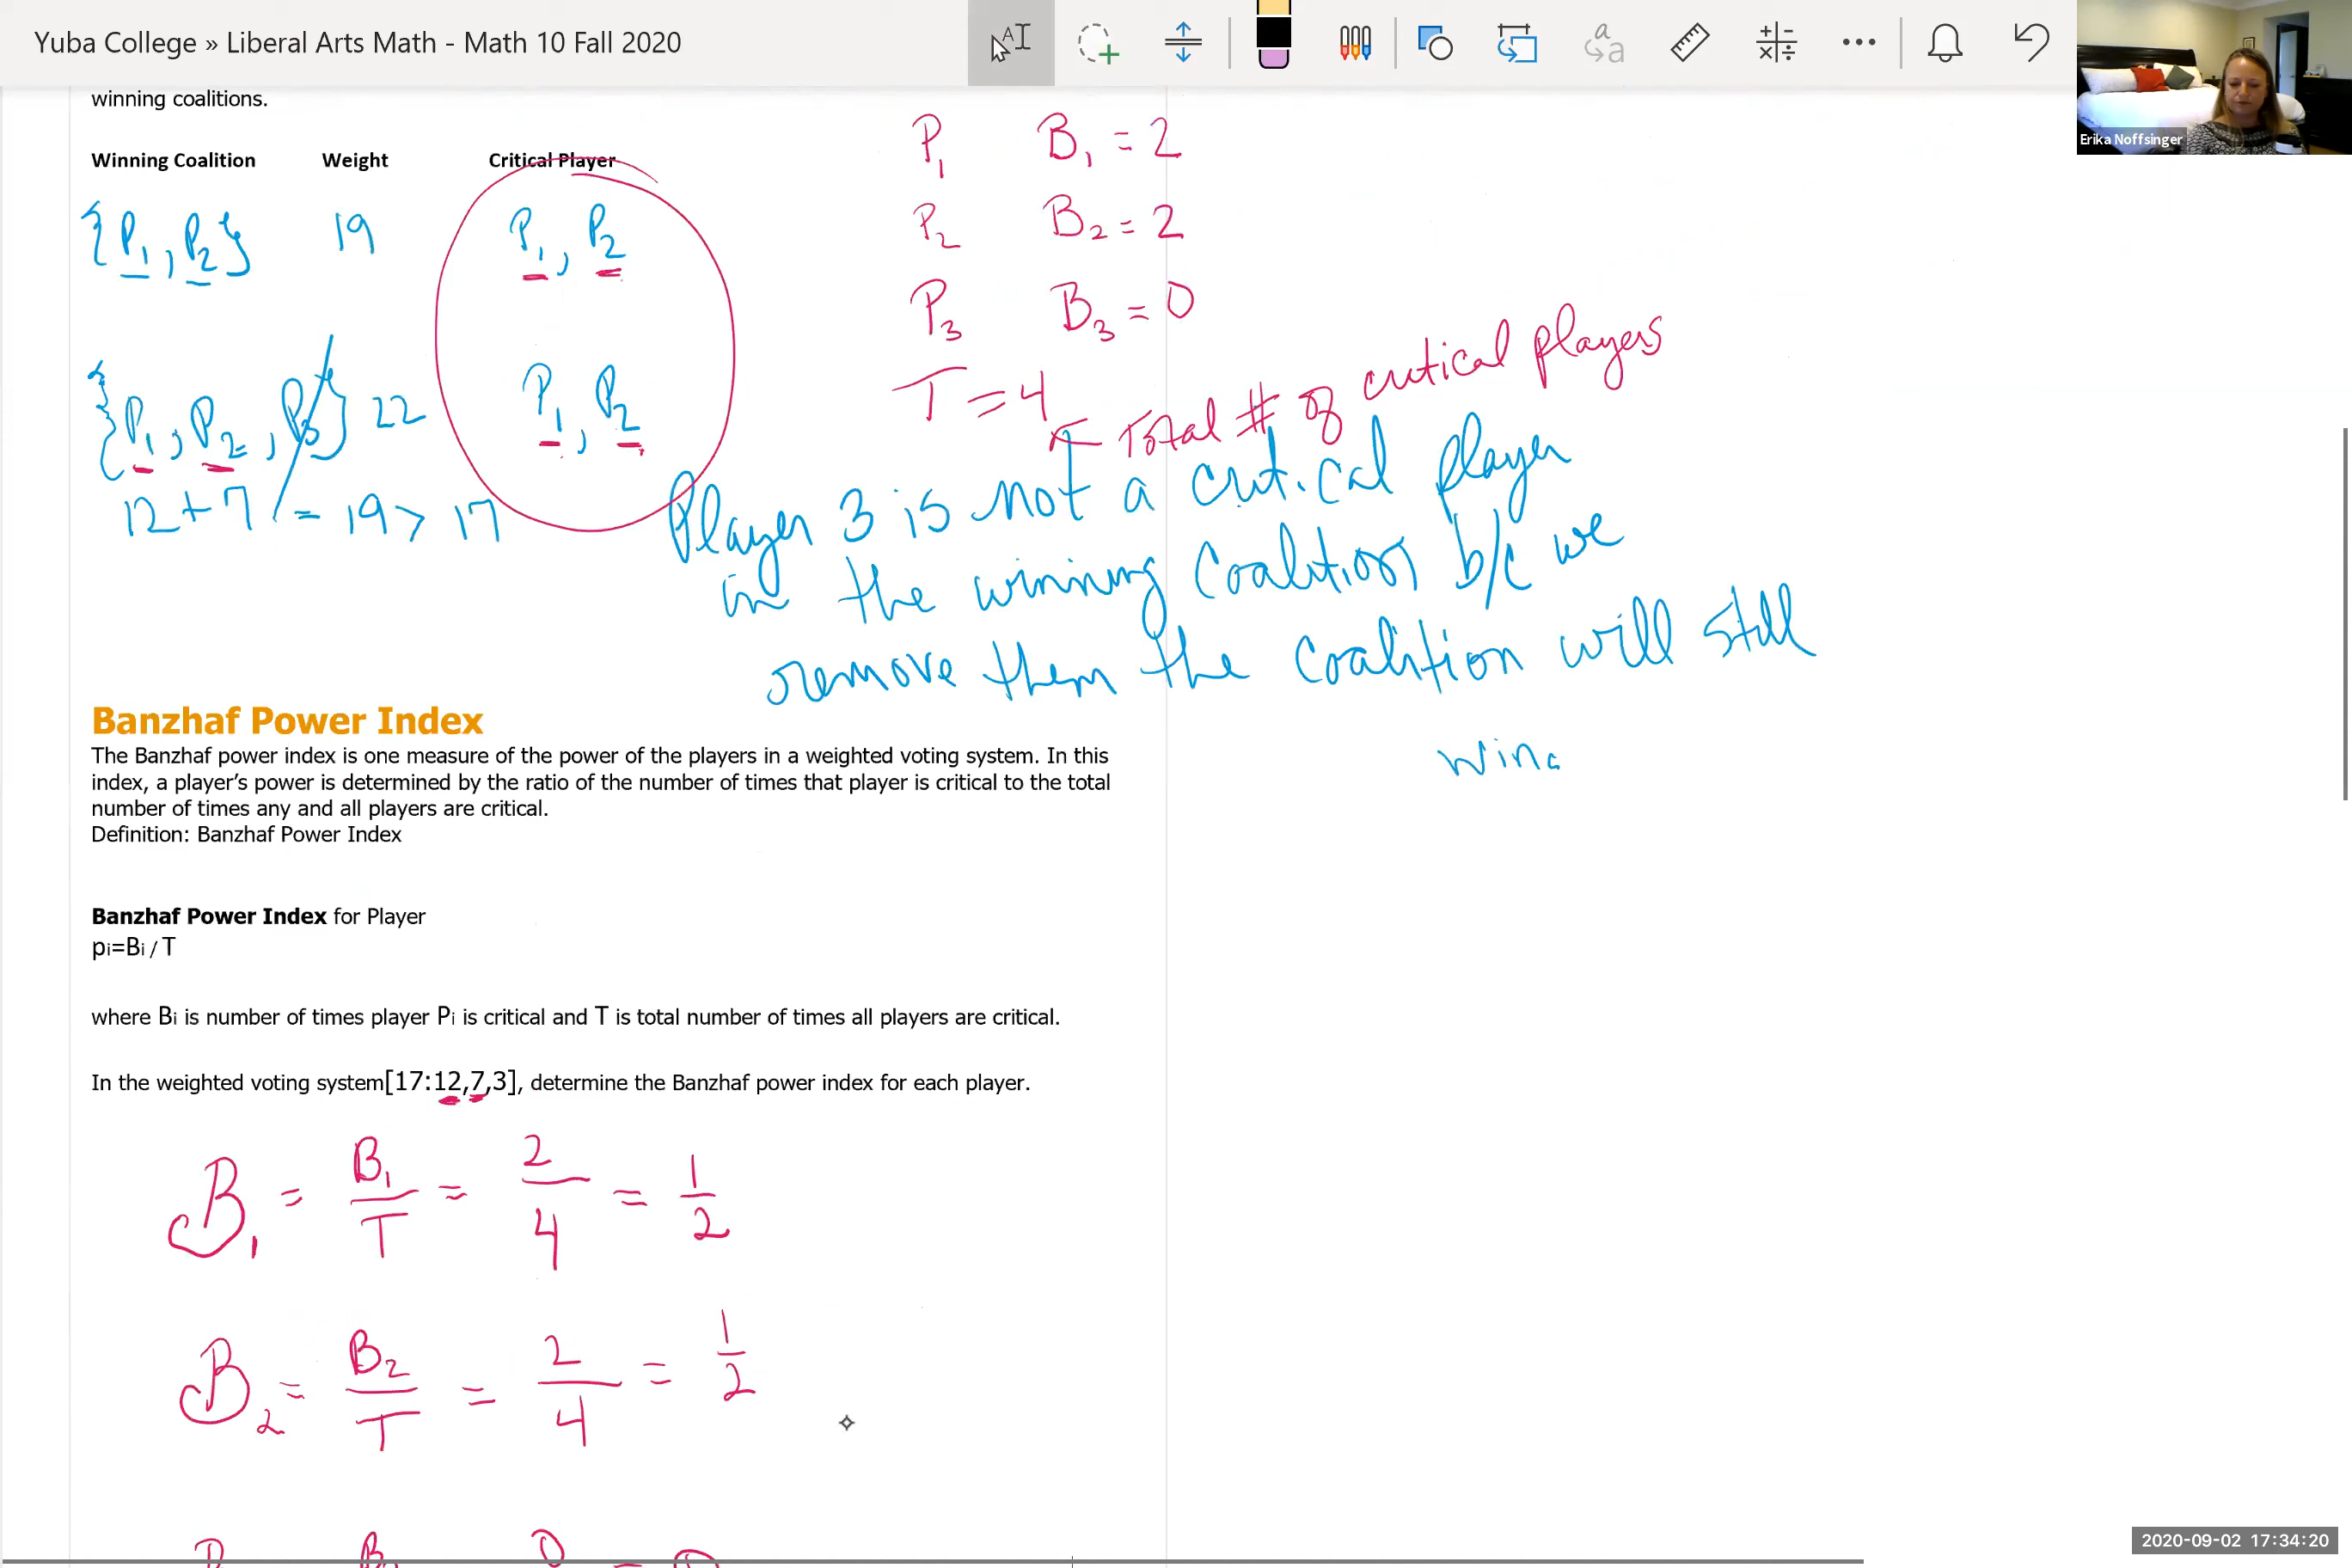 Yuba College » Liberal Arts Math - Math 10 Fall 2020
Erika Noffsinger
winning coalitions.
Winning Coalition Weight Critical Player
{P1, P2} 19 P1, P2
{P1, P2, P3} 22 P1, P2
12 + 7 = 19 > 17
P1 B1 = 2
P2 B2 = 2
P3 B3 = 0
T = 4 ← Total # of critical players
Player 3 is not a critical player
in the winning coalition b/c we
remove them the coalition will still
win
Banzhaf Power Index
The Banzhaf power index is one measure of the power of the players in a weighted voting system. In this
index, a player's power is determined by the ratio of the number of times that player is critical to the total
number of times any and all players are critical.
Definition: Banzhaf Power Index
Banzhaf Power Index for Player
pi=Bi / T
where Bi is number of times player Pi is critical and T is total number of times all players are critical.
In the weighted voting system[17:12,7,3], determine the Banzhaf power index for each player.
B1 = B1/T = 2/4 = 1/2
B2 = B2/T = 2/4 = 1/2
2020-09-02 17:34:20